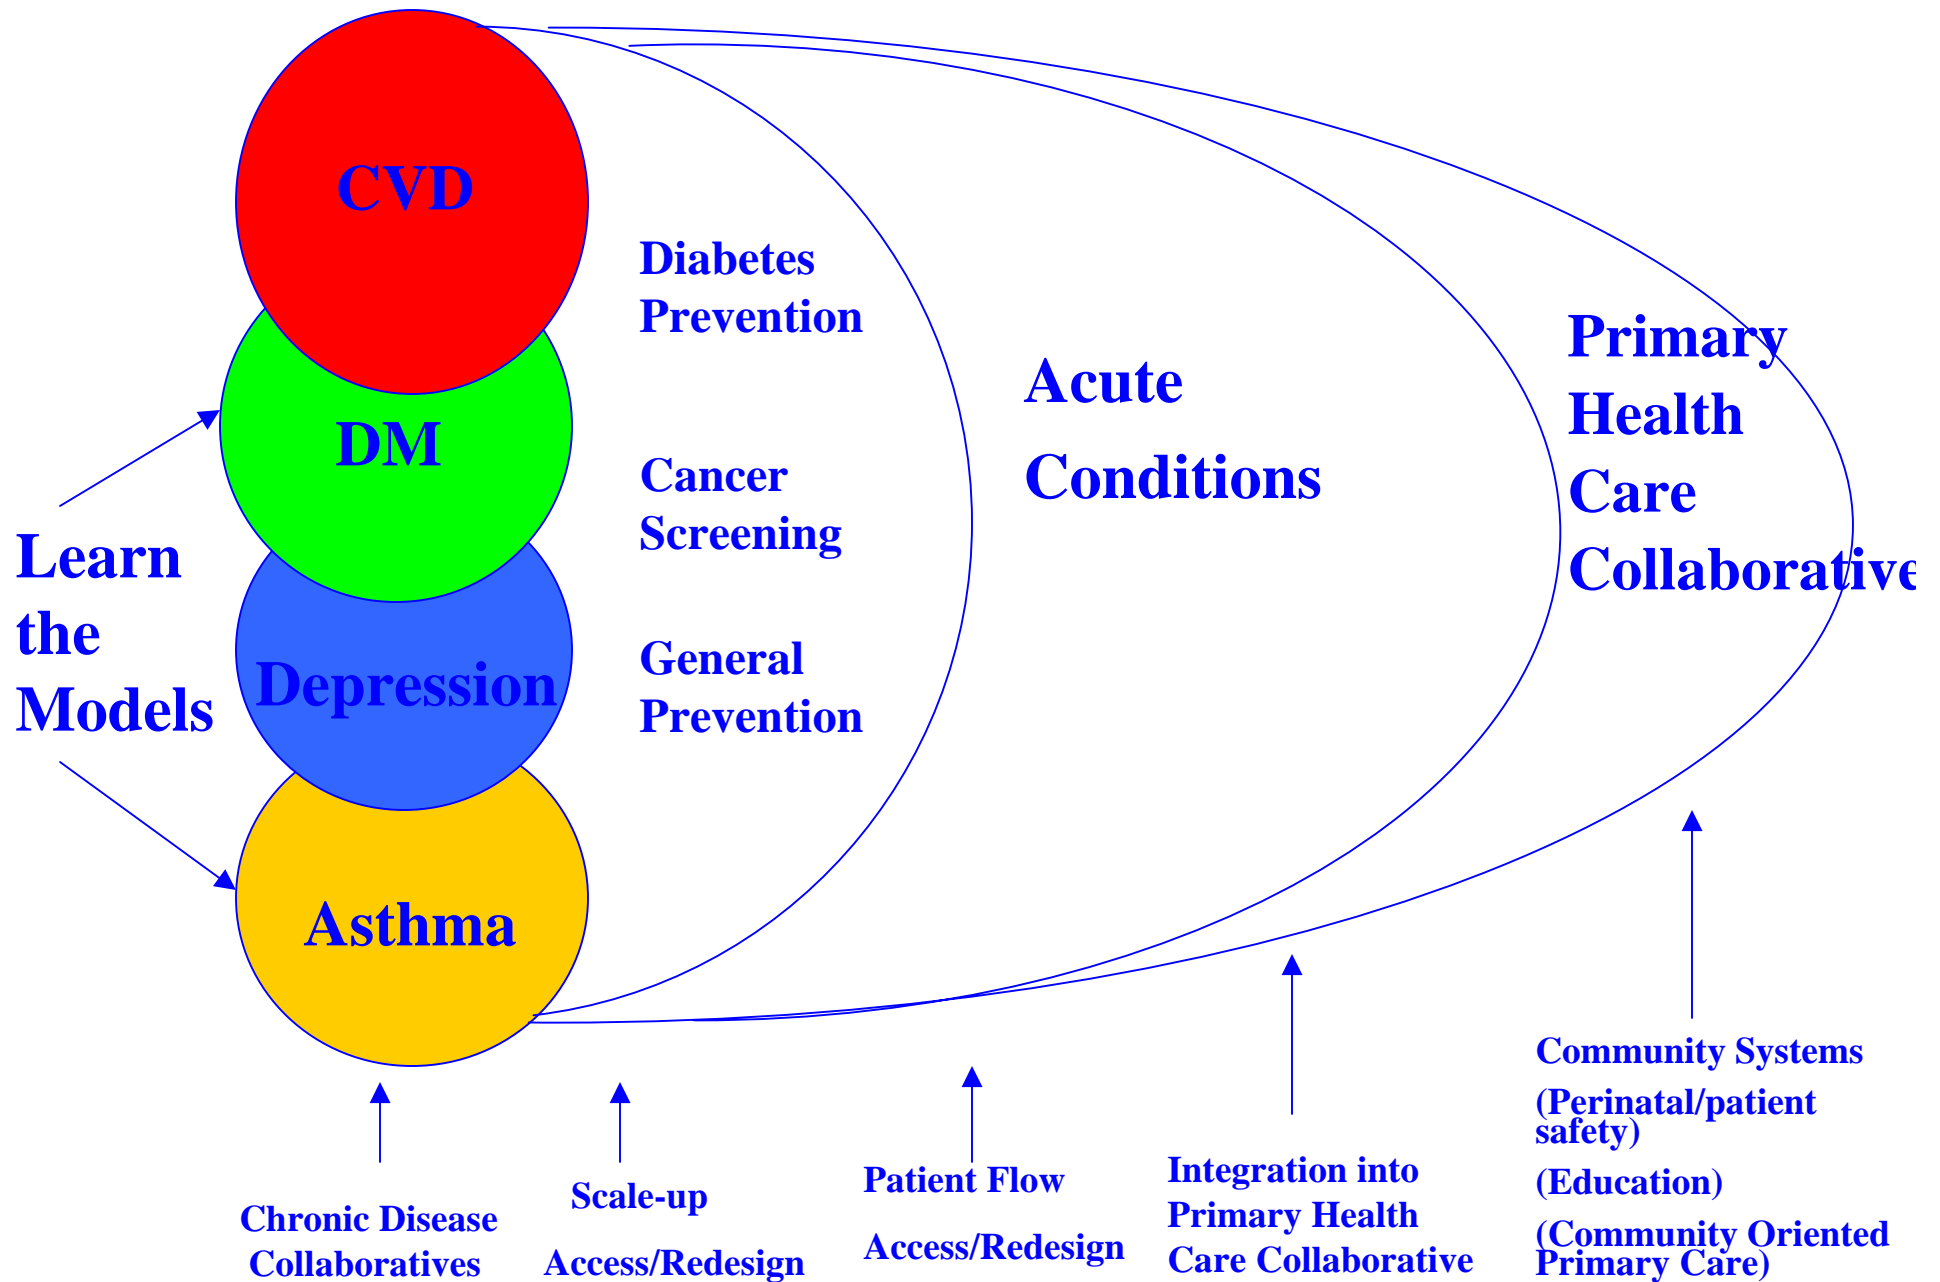 CVD
DM
Depression
Asthma
Learn
the
Models
Diabetes
Prevention
Cancer
Screening
General
Prevention
Acute
Conditions
Primary
Health
Care
Collaborative
Chronic Disease
Collaboratives
Scale-up
Access/Redesign
Patient Flow
Access/Redesign
Integration into
Primary Health
Care Collaborative
Community Systems
(Perinatal/patient
safety)
(Education)
(Community Oriented
Primary Care)